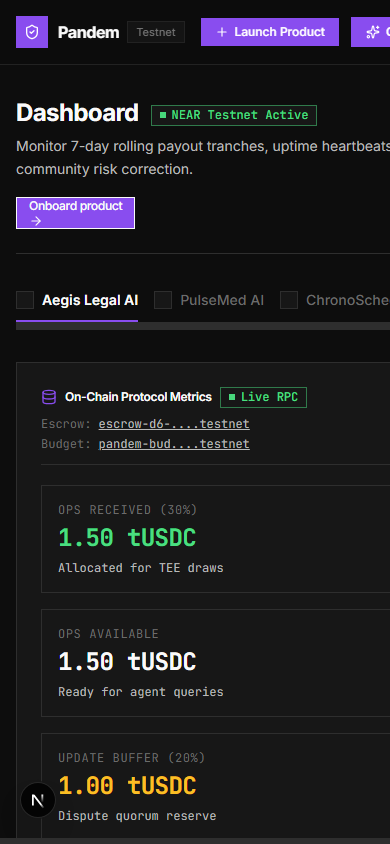 Pandem
Testnet
Launch Product
Dashboard
NEAR Testnet Active
Monitor 7-day rolling payout tranches, uptime heartbeats
community risk correction.
Onboard product
→
Aegis Legal AI
PulseMed AI
ChronoSche
On-Chain Protocol Metrics
Live RPC
Escrow: escrow-d6-....testnet
Budget: pandem-bud....testnet
OPS RECEIVED (30%)
1.50 tUSDC
Allocated for TEE draws
OPS AVAILABLE
1.50 tUSDC
Ready for agent queries
UPDATE BUFFER (20%)
1.00 tUSDC
Dispute quorum reserve
N